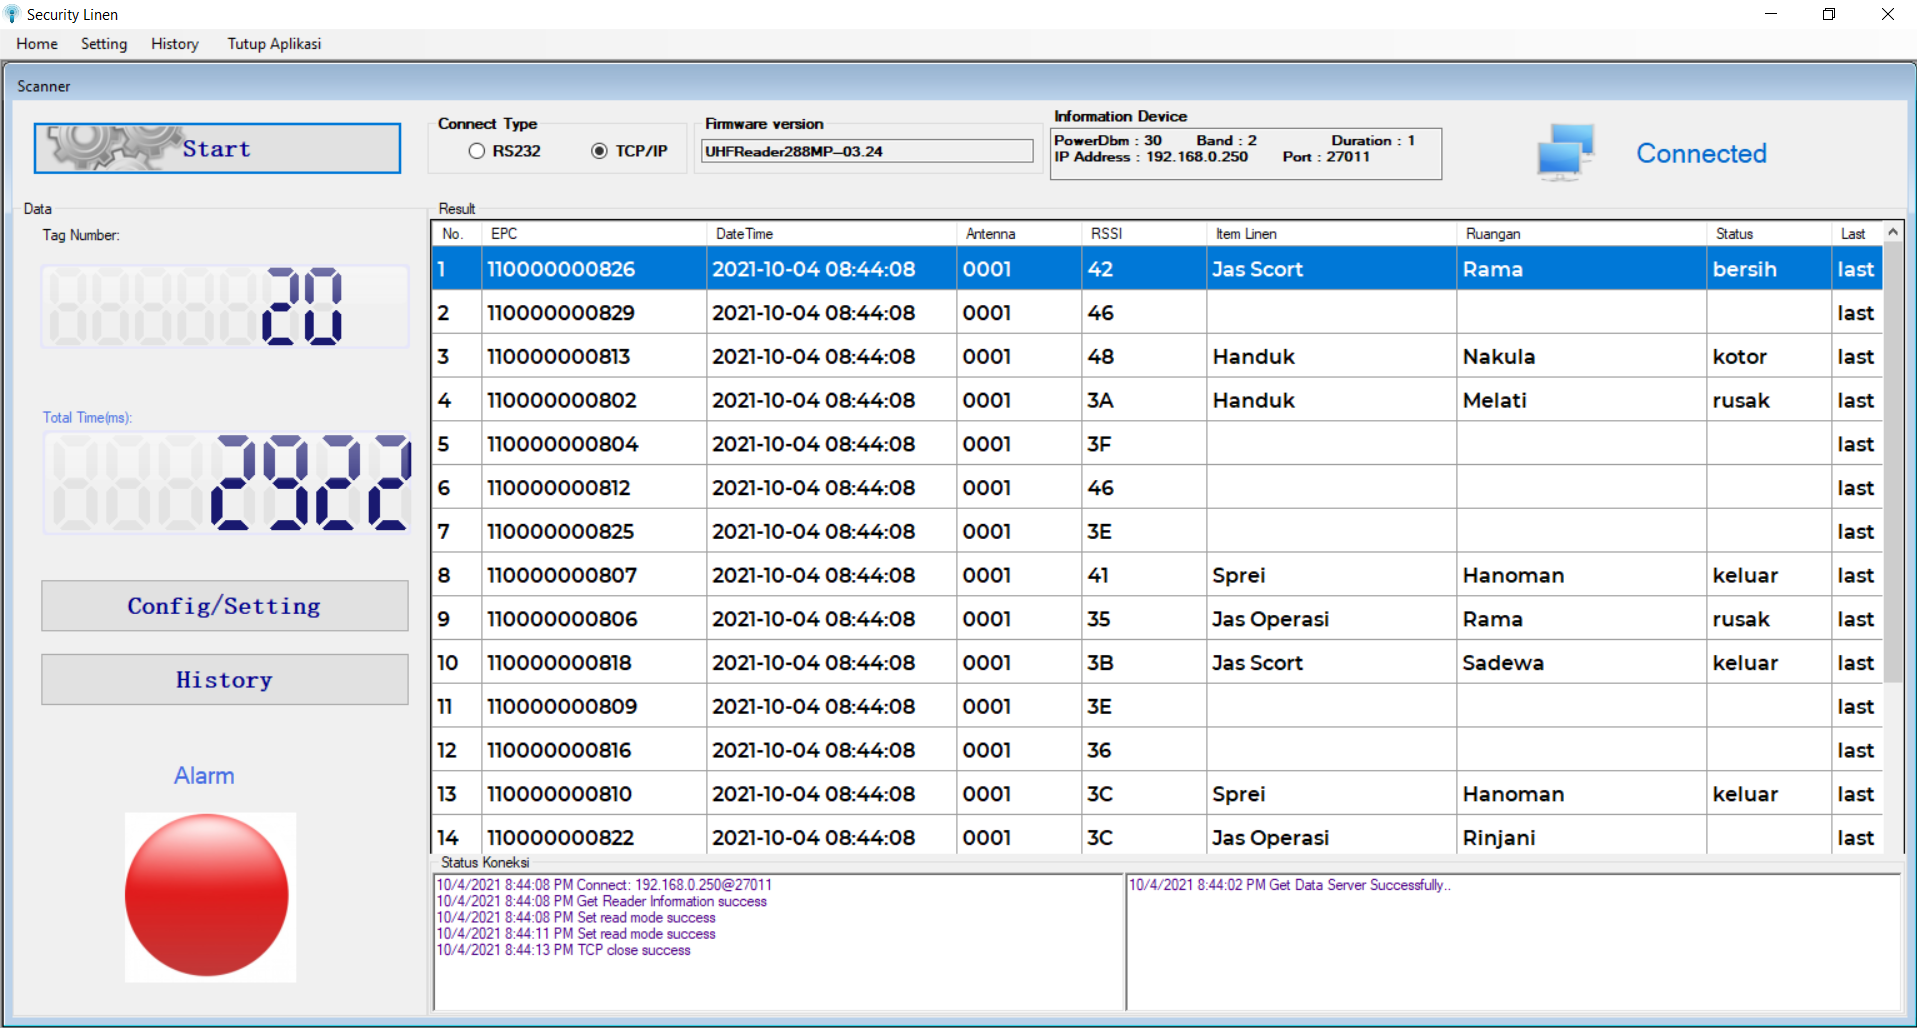 Security Linen
Home Setting History Tutup Aplikasi
Scanner
Start
Connect Type
RS232 TCP/IP
Firmware version
UHFReader288MP--03.24
Information Device
PowerDbm : 30 Band : 2 Duration : 1
IP Address : 192.168.0.250 Port : 27011
Connected
Data
Tag Number:
20
Total Time(ms):
2922
Config/Setting
History
Alarm
Result
No. EPC DateTime Antenna RSSI Item Linen Ruangan Status Last
1 110000000826 2021-10-04 08:44:08 0001 42 Jas Scort Rama bersih last
2 110000000829 2021-10-04 08:44:08 0001 46 last
3 110000000813 2021-10-04 08:44:08 0001 48 Handuk Nakula kotor last
4 110000000802 2021-10-04 08:44:08 0001 3A Handuk Melati rusak last
5 110000000804 2021-10-04 08:44:08 0001 3F last
6 110000000812 2021-10-04 08:44:08 0001 46 last
7 110000000825 2021-10-04 08:44:08 0001 3E last
8 110000000807 2021-10-04 08:44:08 0001 41 Sprei Hanoman keluar last
9 110000000806 2021-10-04 08:44:08 0001 35 Jas Operasi Rama rusak last
10 110000000818 2021-10-04 08:44:08 0001 3B Jas Scort Sadewa keluar last
11 110000000809 2021-10-04 08:44:08 0001 3E last
12 110000000816 2021-10-04 08:44:08 0001 36 last
13 110000000810 2021-10-04 08:44:08 0001 3C Sprei Hanoman keluar last
14 110000000822 2021-10-04 08:44:08 0001 3C Jas Operasi Rinjani last
Status Koneksi
10/4/2021 8:44:08 PM Connect: 192.168.0.250@27011
10/4/2021 8:44:08 PM Get Reader Information success
10/4/2021 8:44:08 PM Set read mode success
10/4/2021 8:44:11 PM Set read mode success
10/4/2021 8:44:13 PM TCP close success
10/4/2021 8:44:02 PM Get Data Server Successfully..